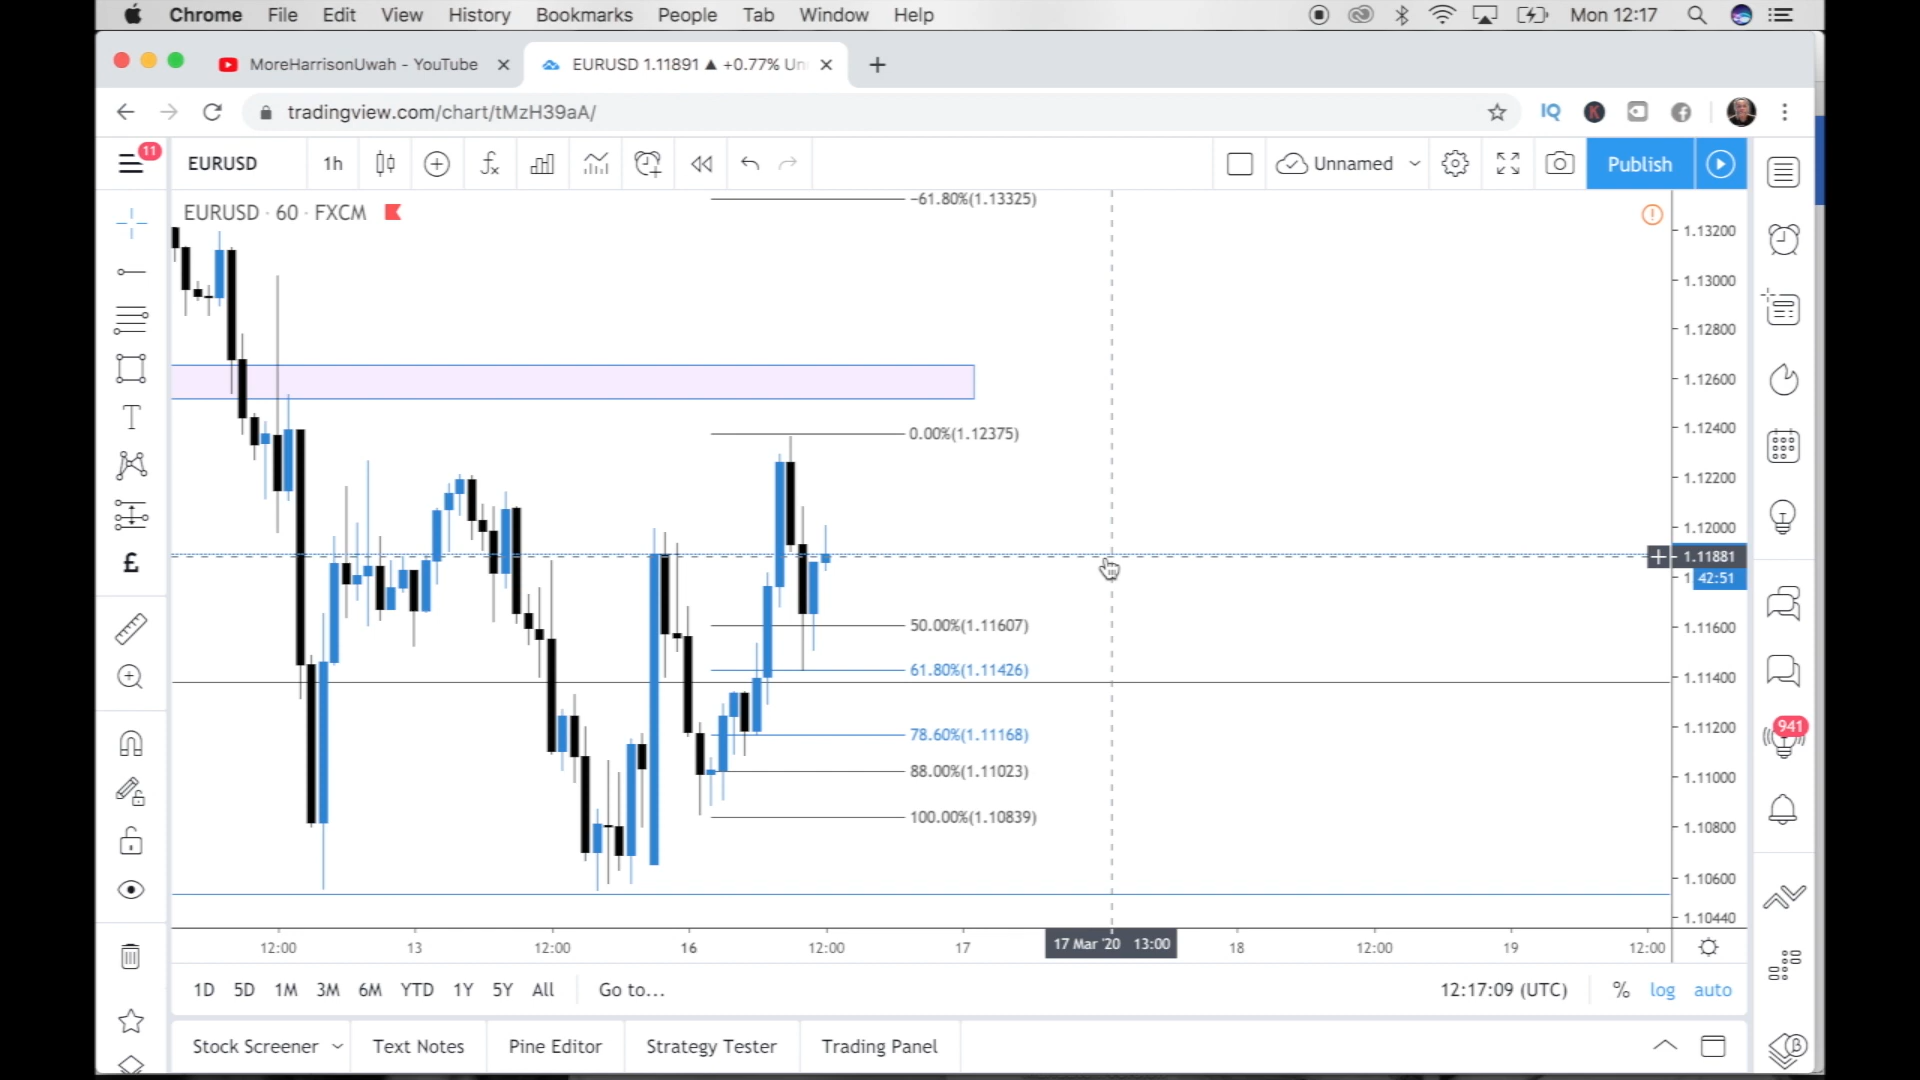 Chrome File Edit View History Bookmarks People Tab Window Help Mon 12:17
MoreHarrisonUwah - YouTube EURUSD 1.11891 ▲ +0.77% Un
tradingview.com/chart/tMzH39aA/ IQ K
11 EURUSD 1h fx Unnamed Publish
EURUSD · 60 · FXCM
-61.80%(1.13325)
1.13200
1.13000
1.12800
1.12600
0.00%(1.12375) 1.12400
1.12200
1.12000
1.11881
42:51
50.00%(1.11607) 1.11600
61.80%(1.11426) 1.11400
78.60%(1.11168) 1.11200
941
88.00%(1.11023) 1.11000
100.00%(1.10839) 1.10800
1.10600
1.10440
12:00 13 12:00 16 12:00 17 17 Mar '20 13:00 18 12:00 19 12:00
1D 5D 1M 3M 6M YTD 1Y 5Y All Go to... 12:17:09 (UTC) % log auto
Stock Screener Text Notes Pine Editor Strategy Tester Trading Panel